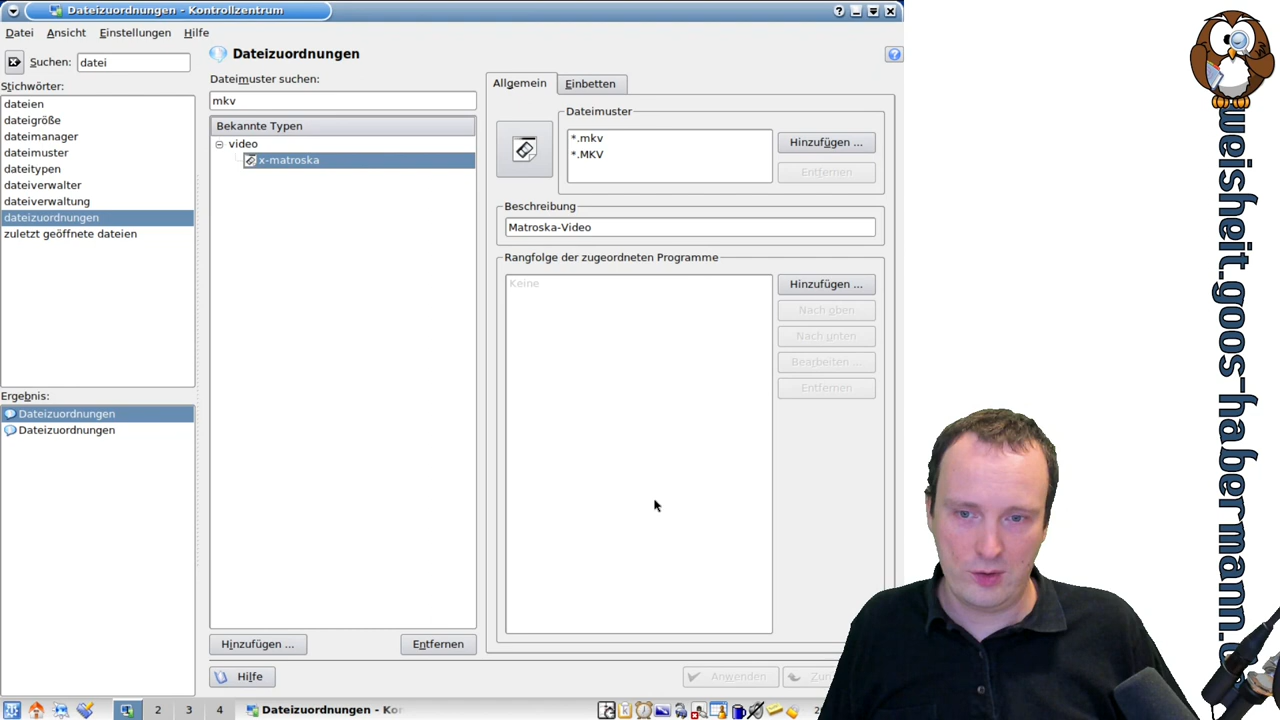 Dateizuordnungen - Kontrollzentrum
Datei Ansicht Einstellungen Hilfe
Suchen: datei
Stichwörter:
dateien
dateigröße
dateimanager
dateimuster
dateitypen
dateiverwalter
dateiverwaltung
dateizuordnungen
zuletzt geöffnete dateien
Ergebnis:
Dateizuordnungen
Dateizuordnungen
Dateizuordnungen
Dateimuster suchen:
mkv
Bekannte Typen
video
x-matroska
Hinzufügen ...
Entfernen
Hilfe
Allgemein
Einbetten
Dateimuster
*.mkv
*.MKV
Hinzufügen ...
Entfernen
Beschreibung
Matroska-Video
Rangfolge der zugeordneten Programme
Keine
Hinzufügen ...
Nach oben
Nach unten
Bearbeiten ...
Entfernen
Anwenden
2 3 4
Dateizuordnungen - Ko
weisheit.goos-habermann.